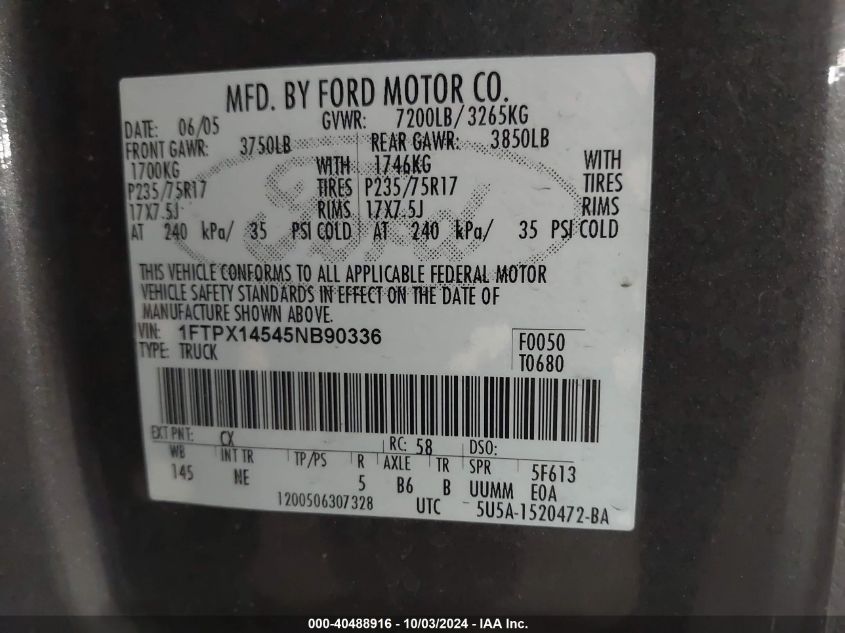 MFD. BY FORD MOTOR CO.
DATE: 06/05 GVWR: 7200LB/3265KG
FRONT GAWR: 3750LB REAR GAWR: 3850LB
1700KG WITH 1746KG WITH
P235/75R17 TIRES P235/75R17 TIRES
17X7.5J RIMS 17X7.5J RIMS
AT 240 kPa/ 35 PSI COLD AT 240 kPa/ 35 PSI COLD
Ford
THIS VEHICLE CONFORMS TO ALL APPLICABLE FEDERAL MOTOR
VEHICLE SAFETY STANDARDS IN EFFECT ON THE DATE OF
MANUFACTURE SHOWN ABOVE.
VIN: 1FTPX14545NB90336 F0050
TYPE: TRUCK T0680
EXT PNT: CX RC: 58 DSO:
WB INT TR TP/PS R AXLE TR SPR 5F613
145 NE 5 B6 B UUMM E0A
1200506307328 UTC 5U5A-1520472-BA
000-40488916 - 10/03/2024 - IAA Inc.